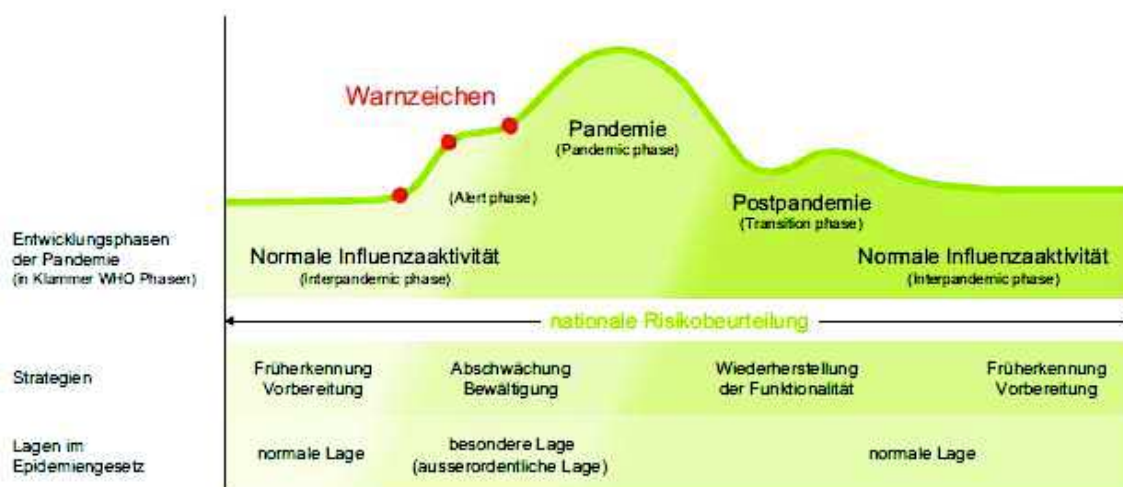 Warnzeichen
Pandemie
(Pandemic phase)
(Alert phase)
Postpandemie
(Transition phase)
Entwicklungsphasen
der Pandemie
(in Klammer WHO Phasen)
Normale Influenzaaktivität
(interpandemic phase)
Normale Influenzaaktivität
(Interpandemic phase)
nationale Risikobeurteilung
Strategien
Früherkennung
Vorbereitung
Abschwächung
Bewältigung
Wiederherstellung
der Funktionalität
Früherkennung
Vorbereitung
Lagen im
Epidemiengesetz
normale Lage
besondere Lage
(ausserordentliche Lage)
normale Lage